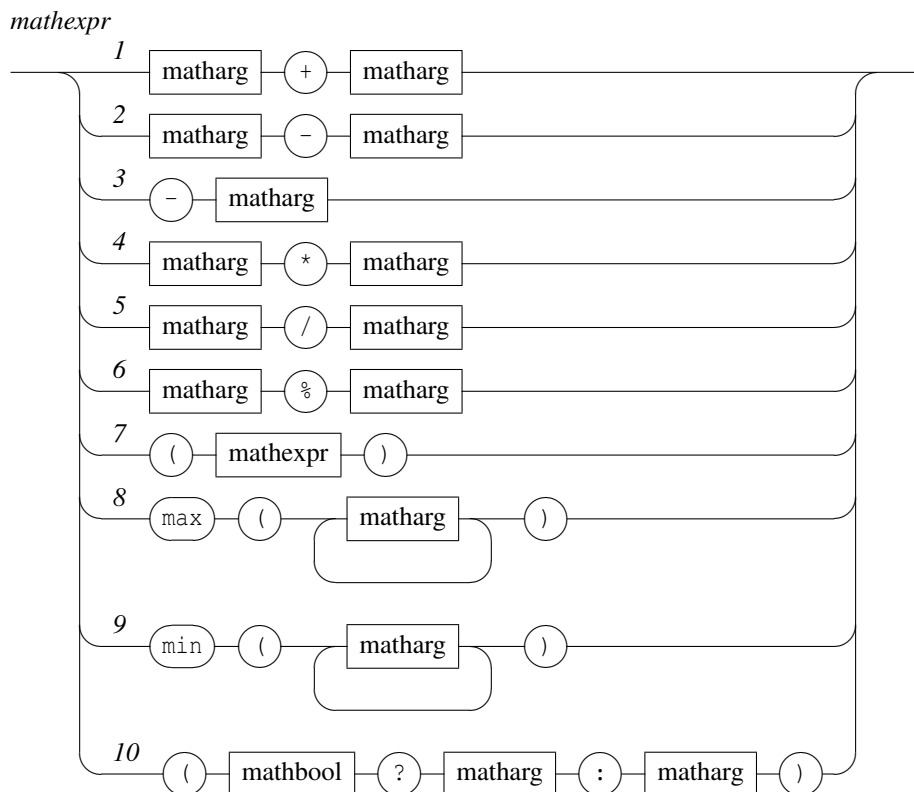 mathexpr
1 matharg + matharg
2 matharg - matharg
3 - matharg
4 matharg * matharg
5 matharg / matharg
6 matharg % matharg
7 ( mathexpr )
8 max ( matharg )
9 min ( matharg )
10 ( mathbool ? matharg : matharg )